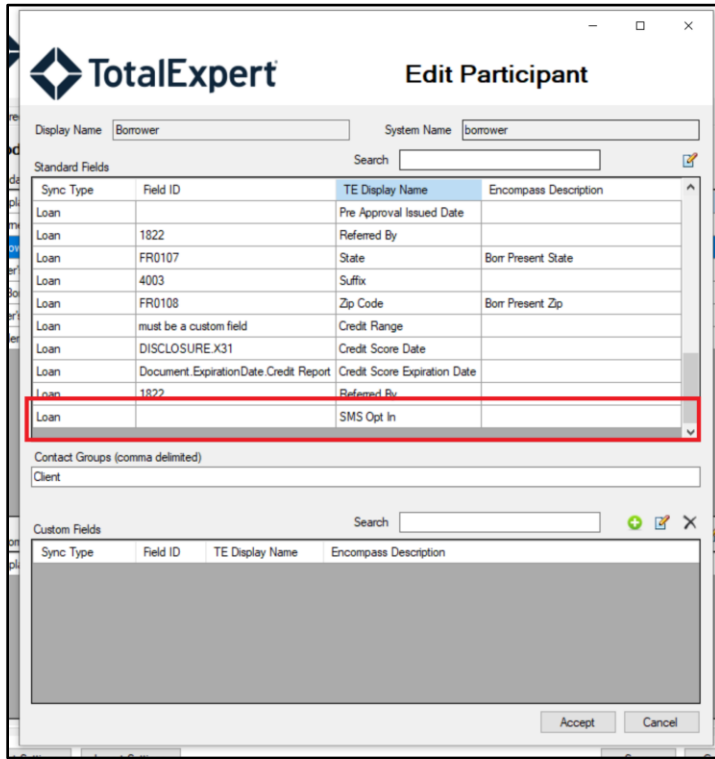 TotalExpert
Edit Participant
Display Name Borrower System Name borrower
Standard Fields Search
Sync Type Field ID TE Display Name Encompass Description
Loan Pre Approval Issued Date
Loan 1822 Referred By
Loan FR0107 State Borr Present State
Loan 4003 Suffix
Loan FR0108 Zip Code Borr Present Zip
Loan must be a custom field Credit Range
Loan DISCLOSURE.X31 Credit Score Date
Loan Document.ExpirationDate.Credit Report Credit Score Expiration Date
Loan 1822 Referred By
Loan SMS Opt In
Contact Groups (comma delimited)
Client
Custom Fields Search
Sync Type Field ID TE Display Name Encompass Description
Accept Cancel